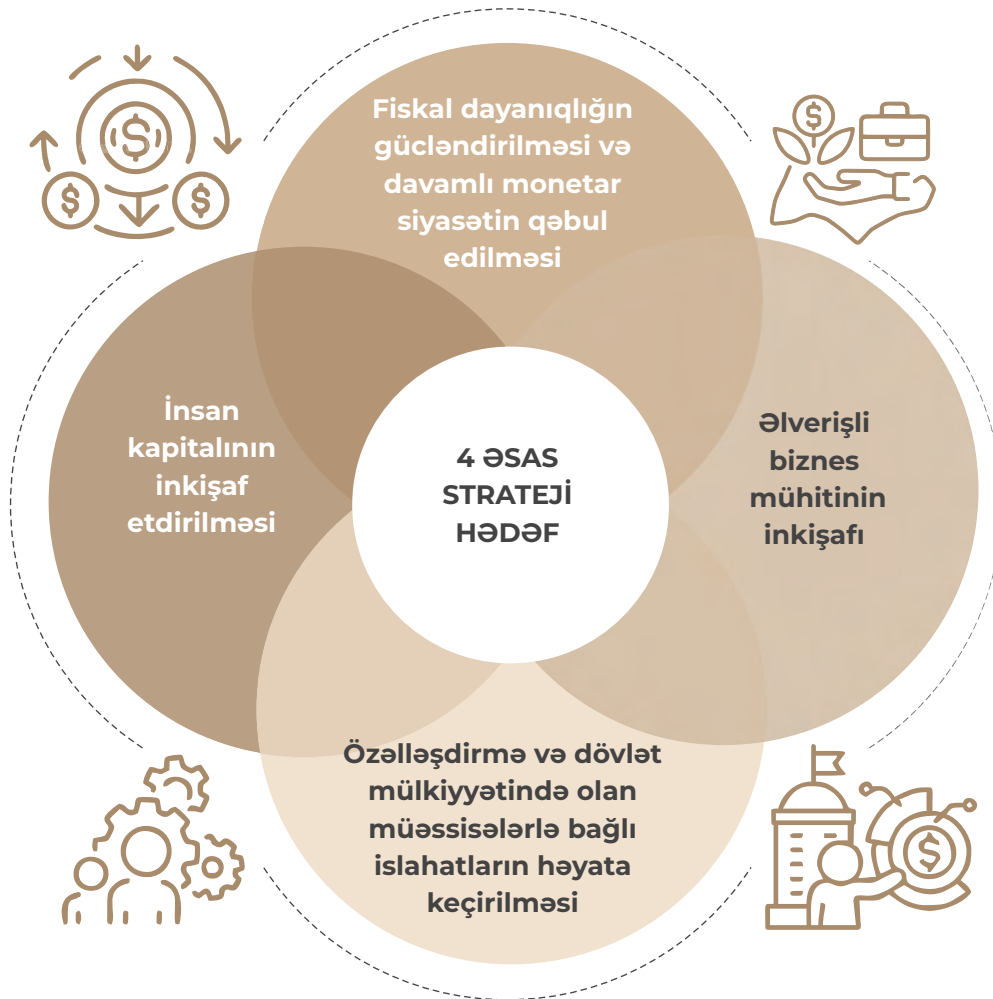 Fiskal dayanıqlığın
gücləndirilməsi və
davamlı monetar
siyasətin qəbul
edilməsi
İnsan
kapitalının
inkişaf
etdirilməsi
4 ƏSAS
STRATEJİ
HƏDƏF
Əlverişli
biznes
mühitinin
inkişafı
Özəlləşdirmə və dövlət
mülkiyyətində olan
müəssisələrlə bağlı
islahatların həyata
keçirilməsi